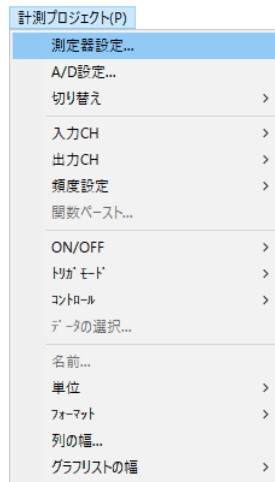 計測プロジェクト(P)
測定器設定...
A/D設定...
切り替え
入力CH
出力CH
頻度設定
関数ペースト...
ON/OFF
ﾄﾘｶﾞﾓｰﾄﾞ
ｺﾝﾄﾛｰﾙ
ﾃﾞｰﾀの選択...
名前...
単位
ﾌｫｰﾏｯﾄ
列の幅...
グラフリストの幅